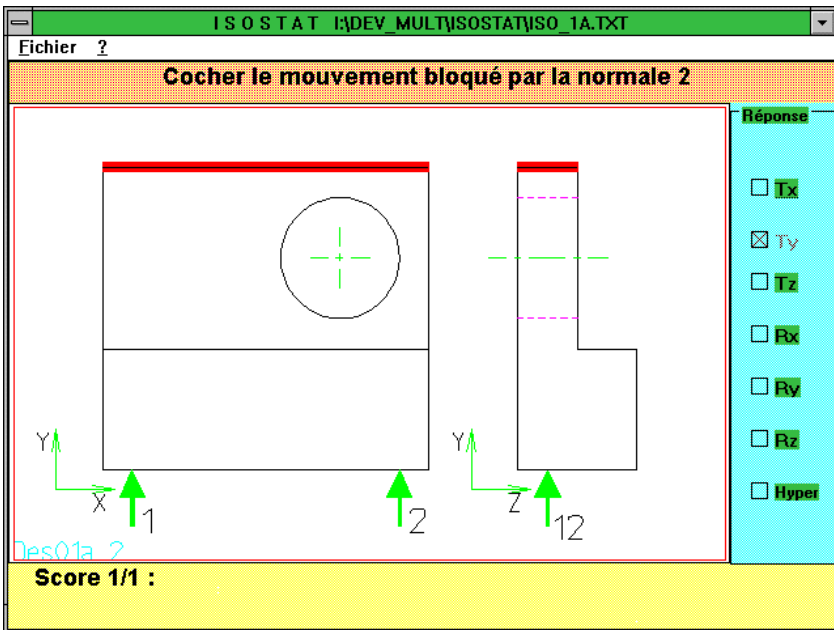 I S O S T A T I:\DEV_MULT\ISOSTAT\ISO_1A.TXT
Fichier ?
Cocher le mouvement bloqué par la normale 2
Réponse
Tx
Ty
Tz
Rx
Ry
Rz
Hyper
Y
X
1
2
Y
Z
12
Des01a_2
Score 1/1 :